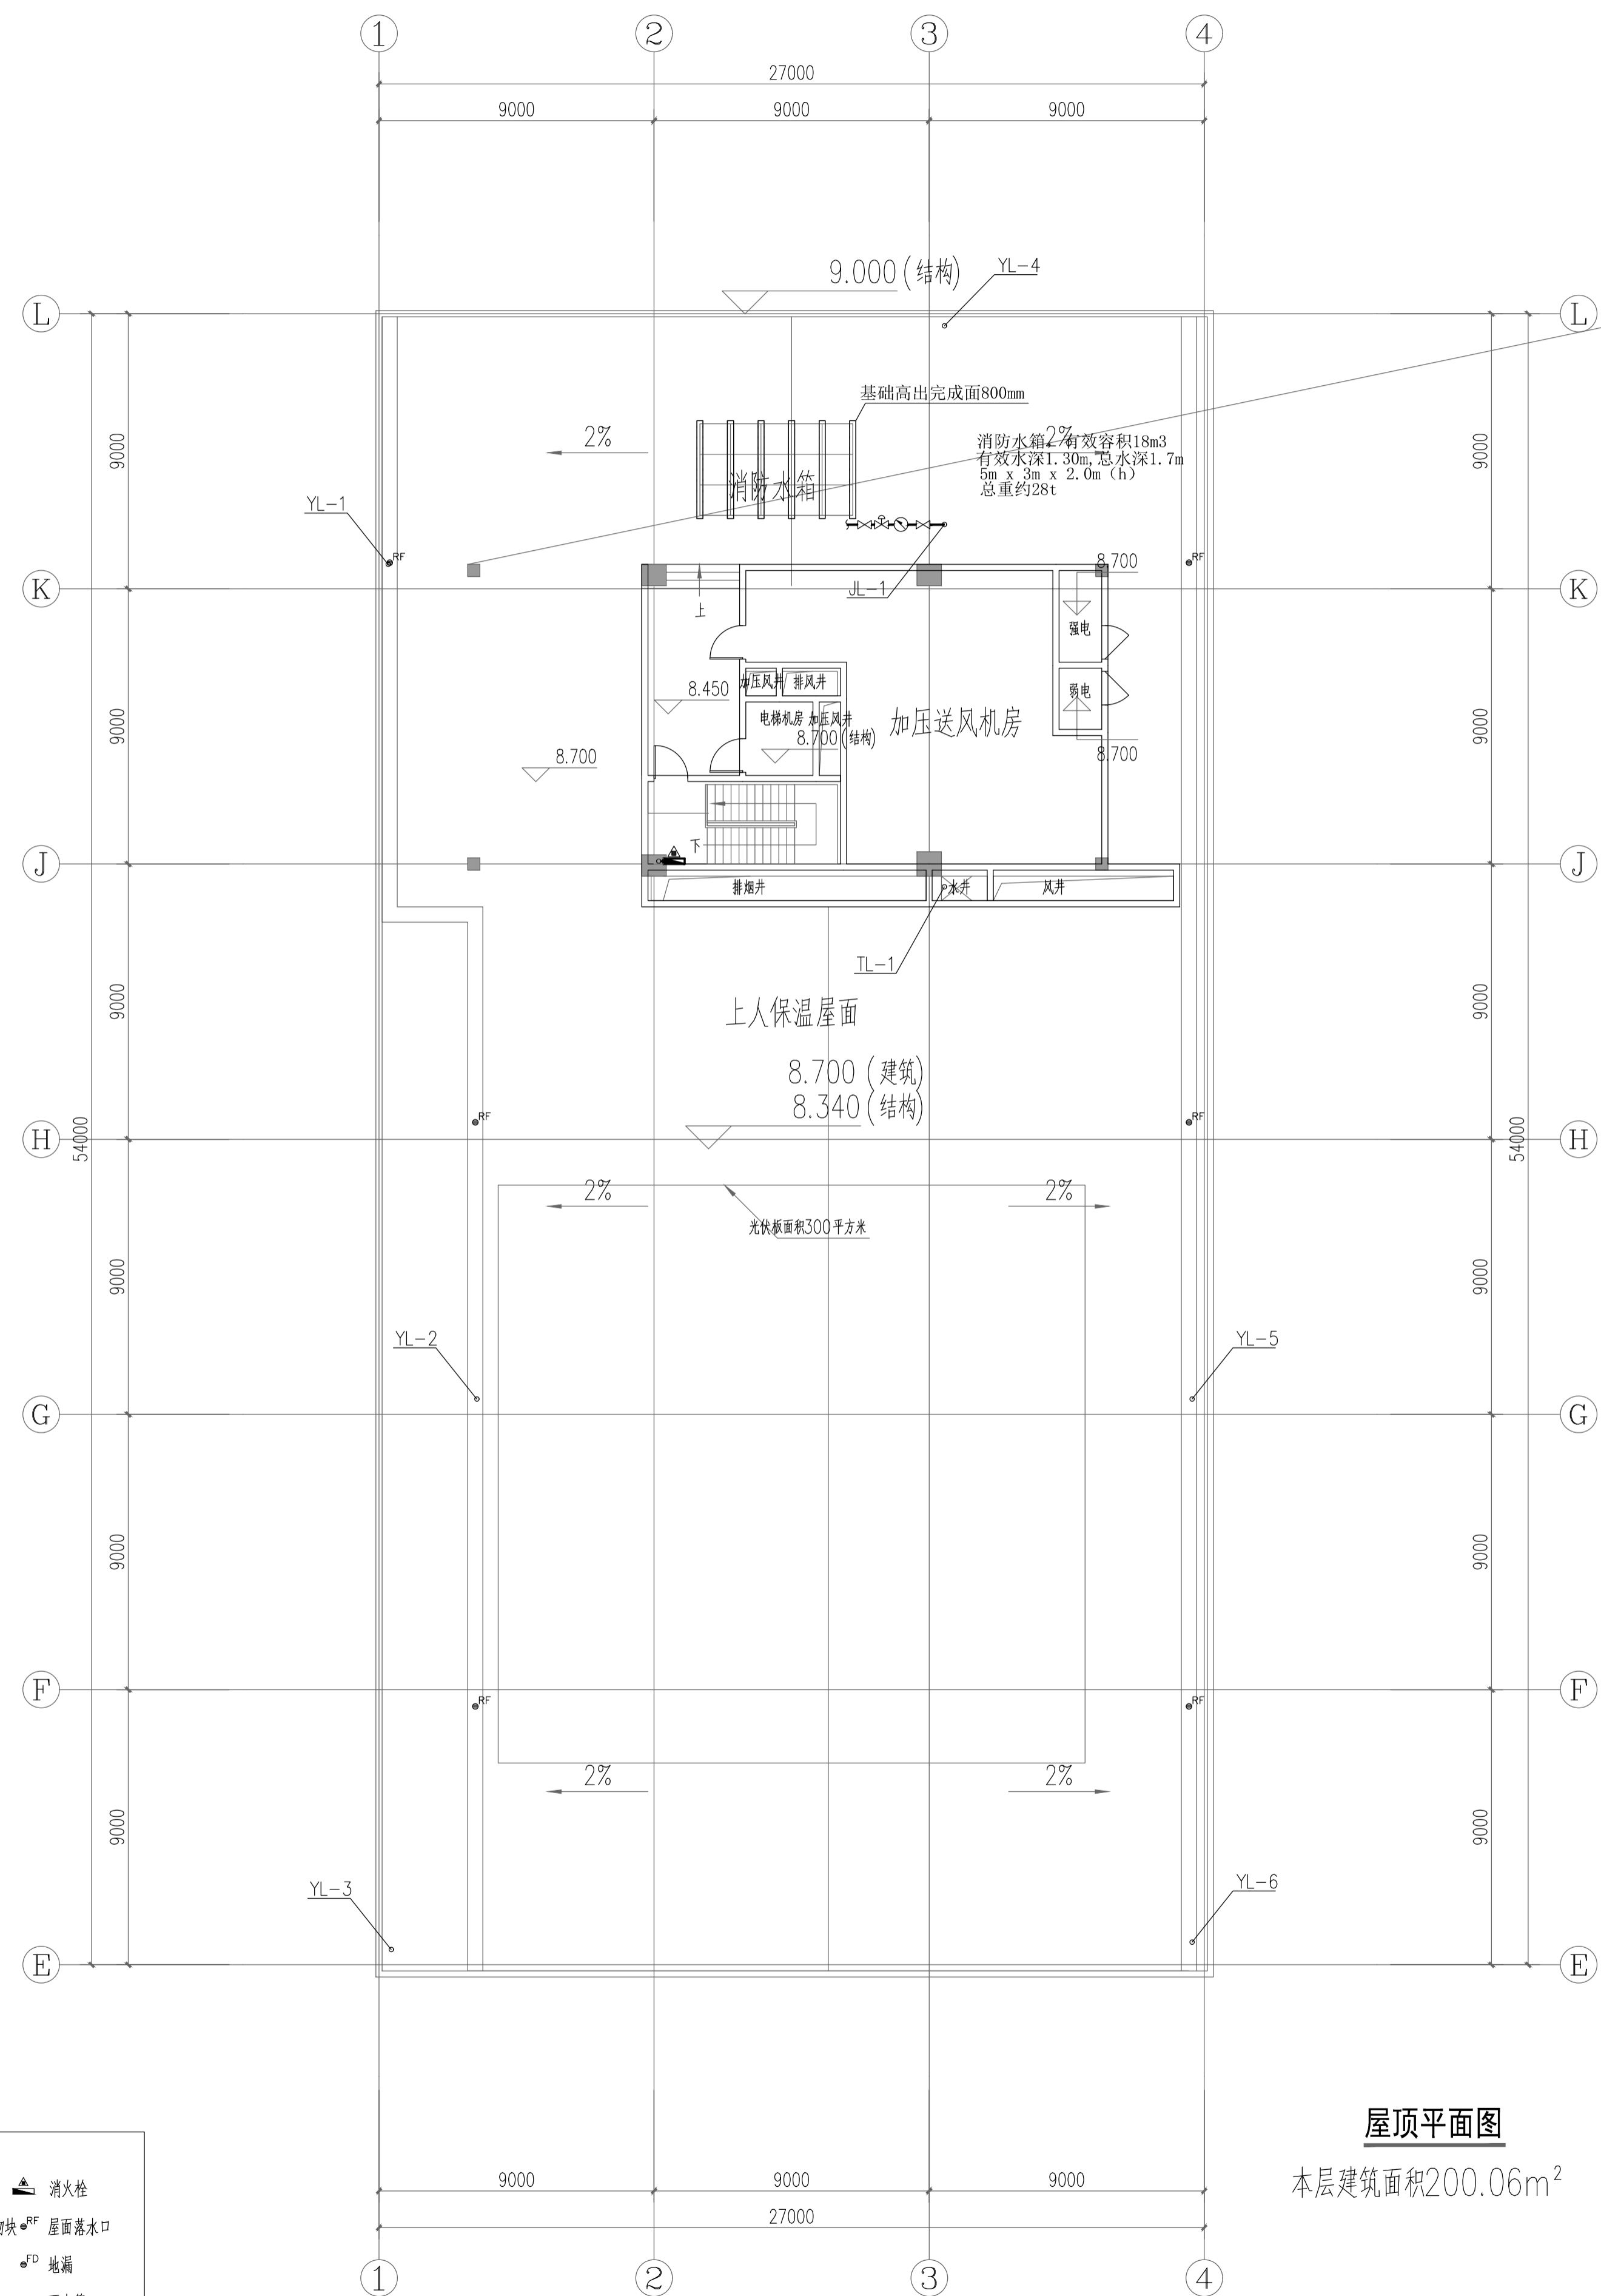 1 2 3 4
27000
9000 9000 9000
9.000(结构)
YL-4
L L
基础高出完成面800mm
9000 9000
2% 2%
消防水箱，有效容积18m3
有效水深1.30m,总水深1.7m
5m x 3m x 2.0m (h)
总重约28t
消防水箱
YL-1
RF RF
8.700
K K
JL-1
上
强电
加压风井 排风井
弱电
8.450
电梯机房 加压风井
加压送风机房
8.700(结构)
9000 9000
8.700
8.700
下
J J
排烟井 水井 风井
TL-1
9000 9000
上人保温屋面
8.700(建筑)
8.340(结构)
RF RF
H H
54000 54000
2% 2%
光伏板面积300平方米
9000 9000
YL-2 YL-5
G G
9000 9000
F F
RF RF
2% 2%
9000 9000
YL-3 YL-6
E E
屋顶平面图
本层建筑面积200.06m²
消火栓
块 RF 屋面落水口
FD 地漏
9000 9000 9000
27000
1 2 3 4